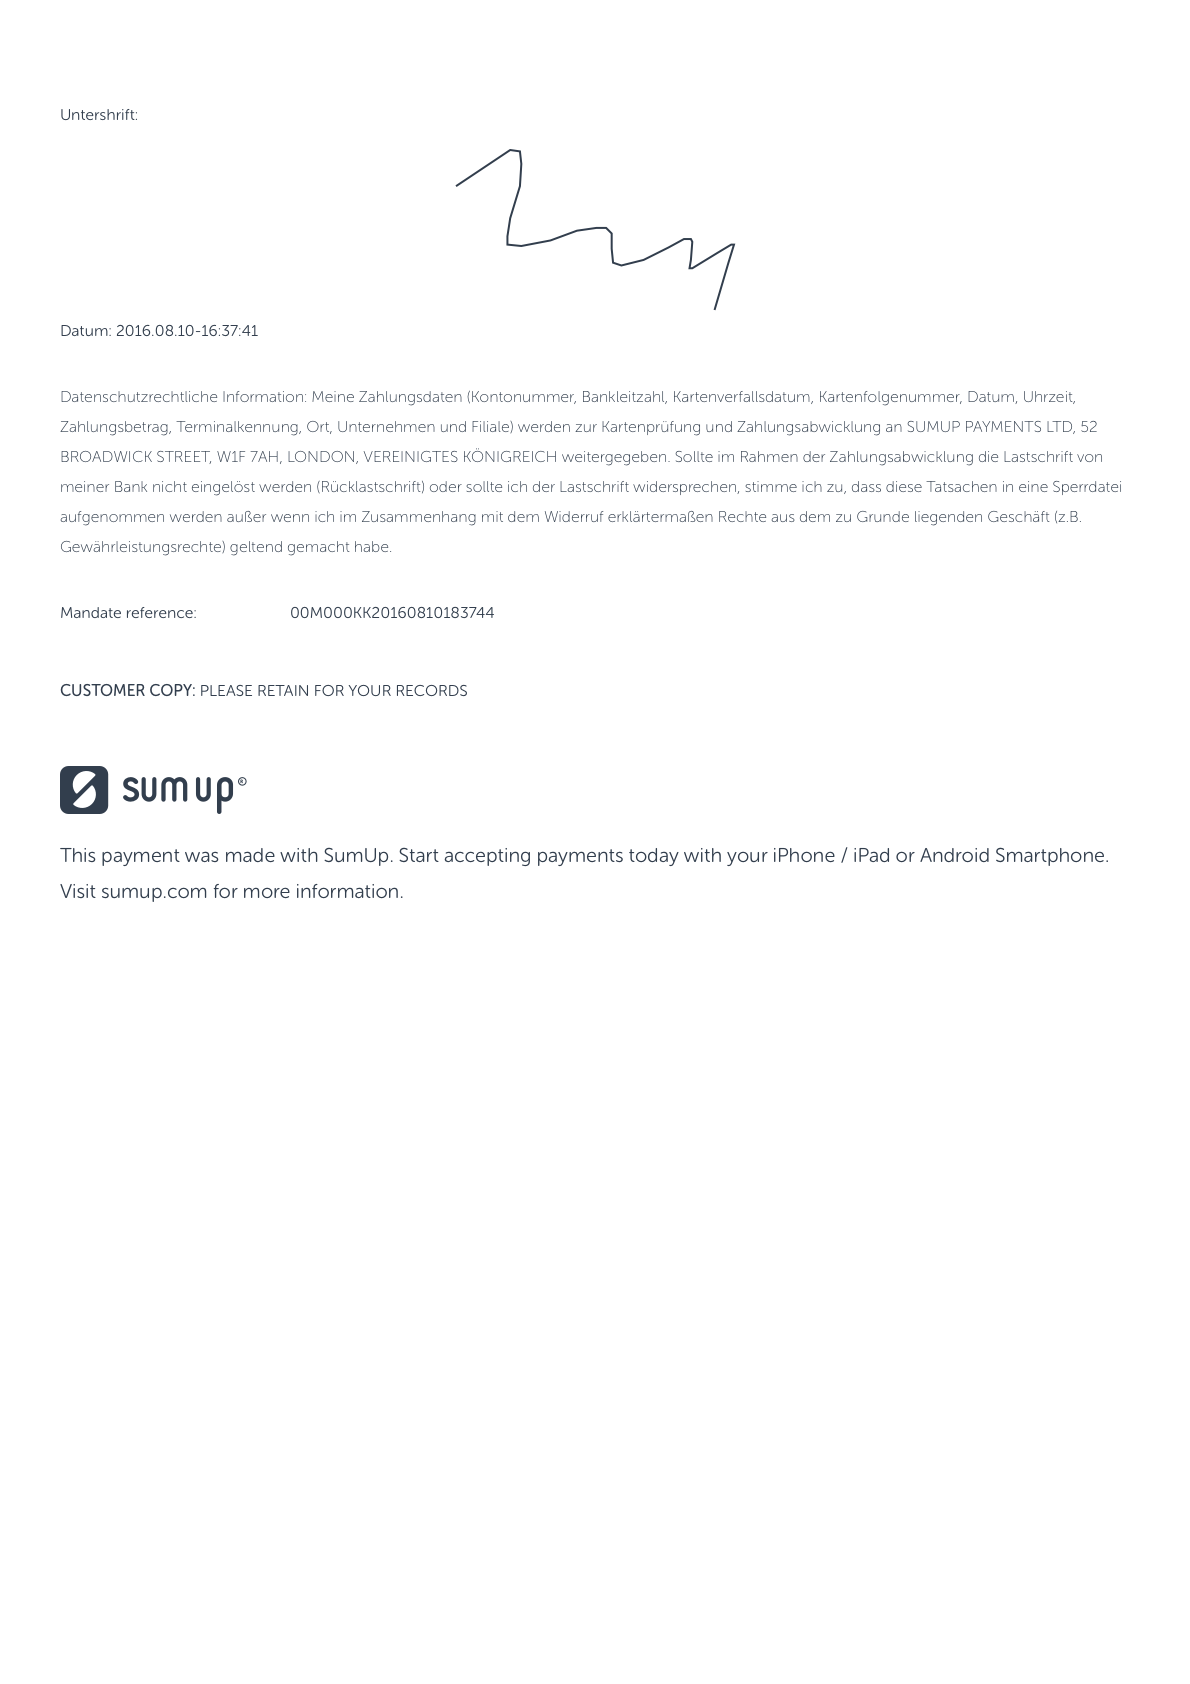 Untershrift:
Datum: 2016.08.10-16:37:41
Datenschutzrechtliche Information: Meine Zahlungsdaten (Kontonummer, Bankleitzahl, Kartenverfallsdatum, Kartenfolgenummer, Datum, Uhrzeit,
Zahlungsbetrag, Terminalkennung, Ort, Unternehmen und Filiale) werden zur Kartenprüfung und Zahlungsabwicklung an SUMUP PAYMENTS LTD, 52
BROADWICK STREET, W1F 7AH, LONDON, VEREINIGTES KÖNIGREICH weitergegeben. Sollte im Rahmen der Zahlungsabwicklung die Lastschrift von
meiner Bank nicht eingelöst werden (Rücklastschrift) oder sollte ich der Lastschrift widersprechen, stimme ich zu, dass diese Tatsachen in eine Sperrdatei
aufgenommen werden außer wenn ich im Zusammenhang mit dem Widerruf erklärtermaßen Rechte aus dem zu Grunde liegenden Geschäft (z.B.
Gewährleistungsrechte) geltend gemacht habe.
Mandate reference: 00M000KK20160810183744
CUSTOMER COPY: PLEASE RETAIN FOR YOUR RECORDS
sumup®
This payment was made with SumUp. Start accepting payments today with your iPhone / iPad or Android Smartphone.
Visit sumup.com for more information.